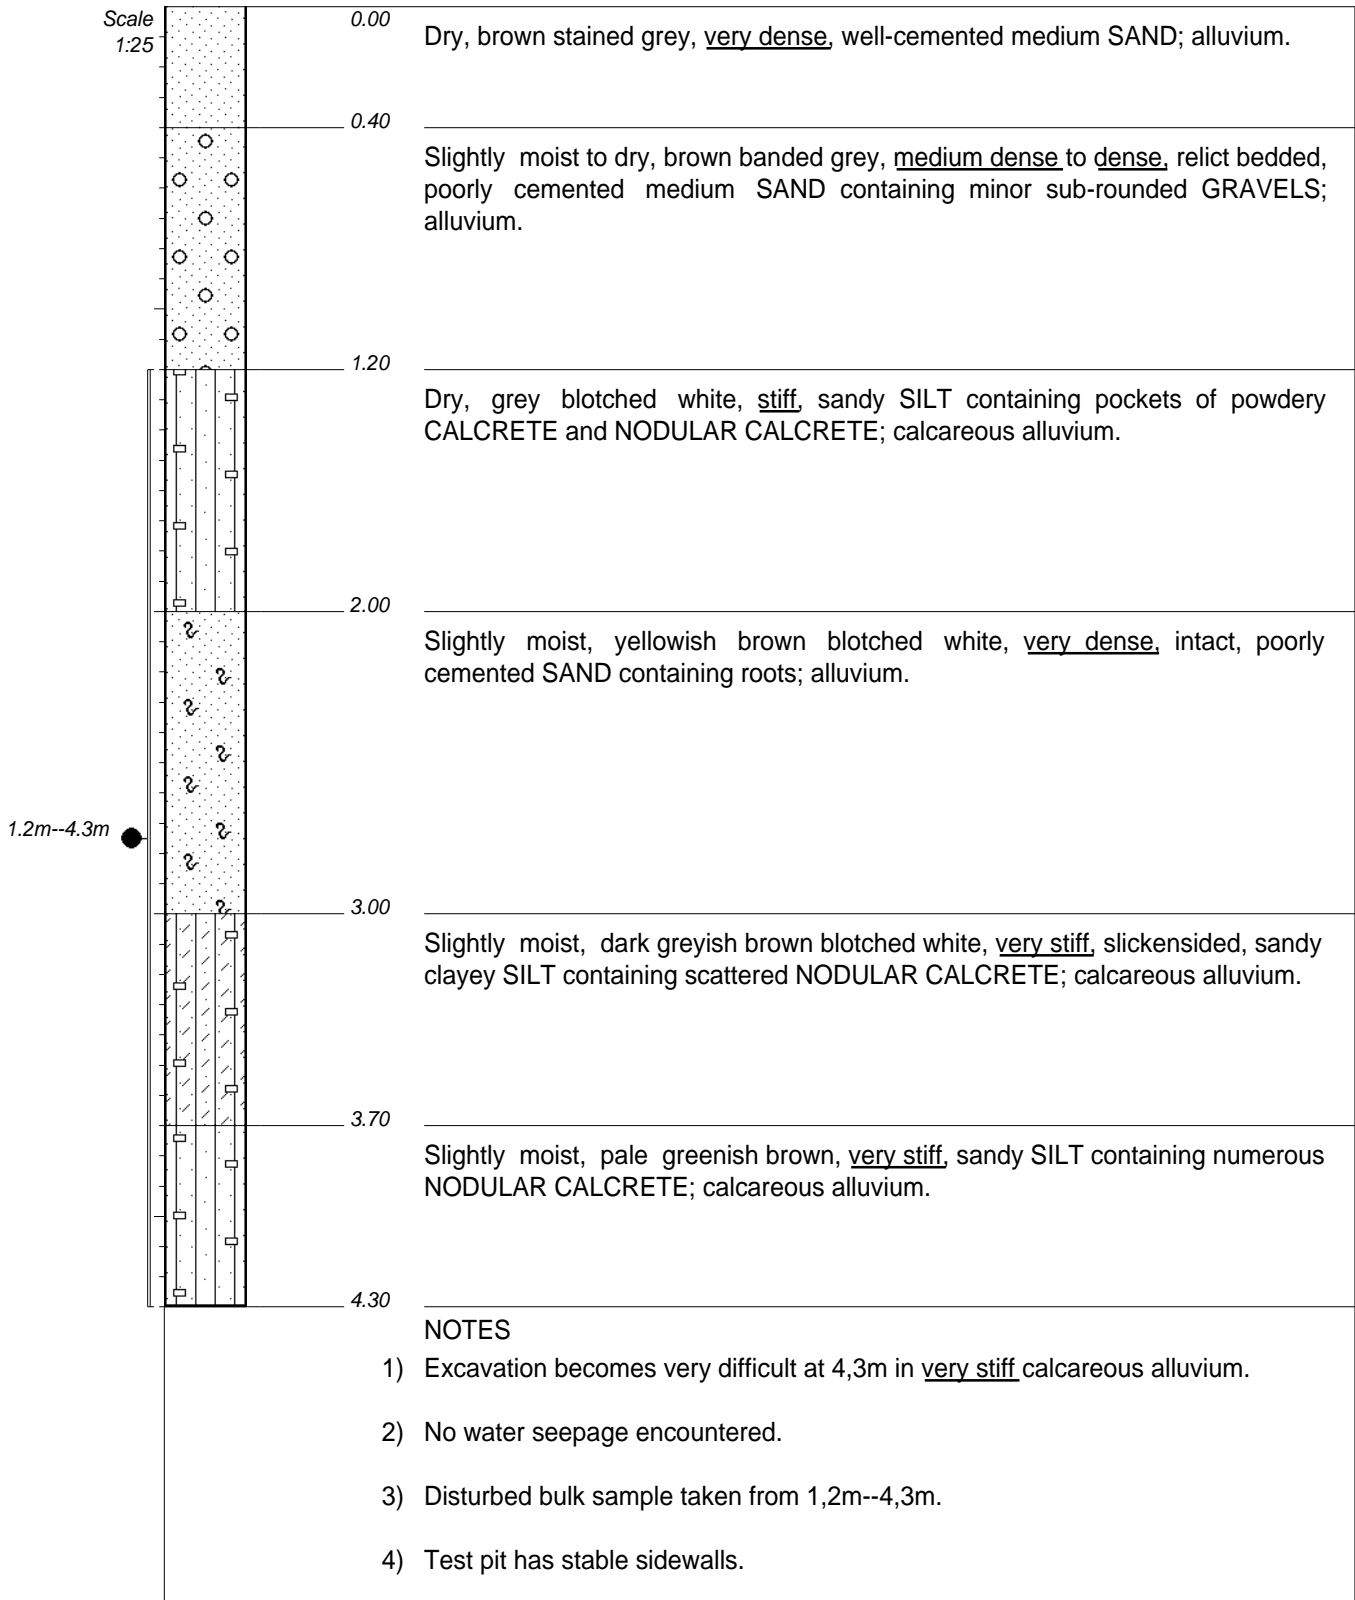 Scale
1:25
0.00
Dry, brown stained grey, very dense, well-cemented medium SAND; alluvium.
0.40
Slightly moist to dry, brown banded grey, medium dense to dense, relict bedded,
poorly cemented medium SAND containing minor sub-rounded GRAVELS;
alluvium.
1.20
Dry, grey blotched white, stiff, sandy SILT containing pockets of powdery
CALCRETE and NODULAR CALCRETE; calcareous alluvium.
2.00
Slightly moist, yellowish brown blotched white, very dense, intact, poorly
cemented SAND containing roots; alluvium.
1.2m--4.3m
3.00
Slightly moist, dark greyish brown blotched white, very stiff, slickensided, sandy
clayey SILT containing scattered NODULAR CALCRETE; calcareous alluvium.
3.70
Slightly moist, pale greenish brown, very stiff, sandy SILT containing numerous
NODULAR CALCRETE; calcareous alluvium.
4.30
NOTES
1) Excavation becomes very difficult at 4,3m in very stiff calcareous alluvium.
2) No water seepage encountered.
3) Disturbed bulk sample taken from 1,2m--4,3m.
4) Test pit has stable sidewalls.